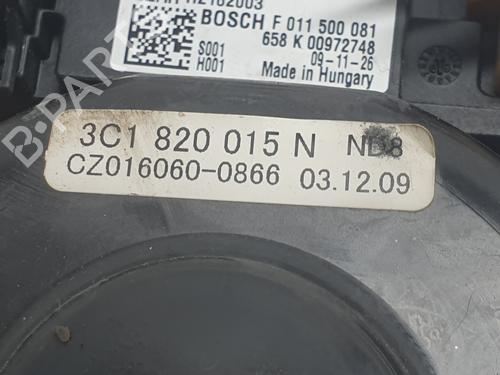 BOSCH F 011 500 081
658 K 00972748
S001 09-11-26
H001 Made in Hungary
3C1 820 015 N ND8
CZ016060-0866 03.12.09
B-PARTS